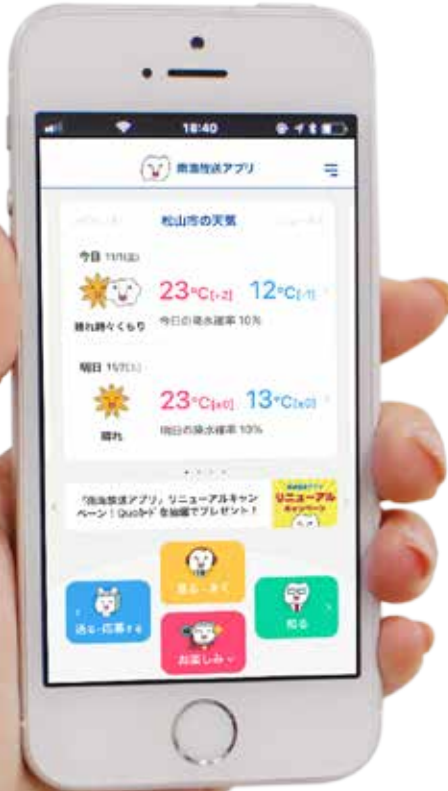 18:40
南海放送アプリ
松山市の天気
今日 11/1(金)
23°C[+2] 12°C[-1]
晴れ時々くもり
今日の降水確率 10%
明日 11/2(土)
23°C[±0] 13°C[±0]
晴れ
明日の降水確率 10%
「南海放送アプリ」リニューアルキャン
ペーン！Quoカードを抽選でプレゼント！
リニューアル
キャンペーン
見る・きく
送る・応募する
知る
お楽しみ